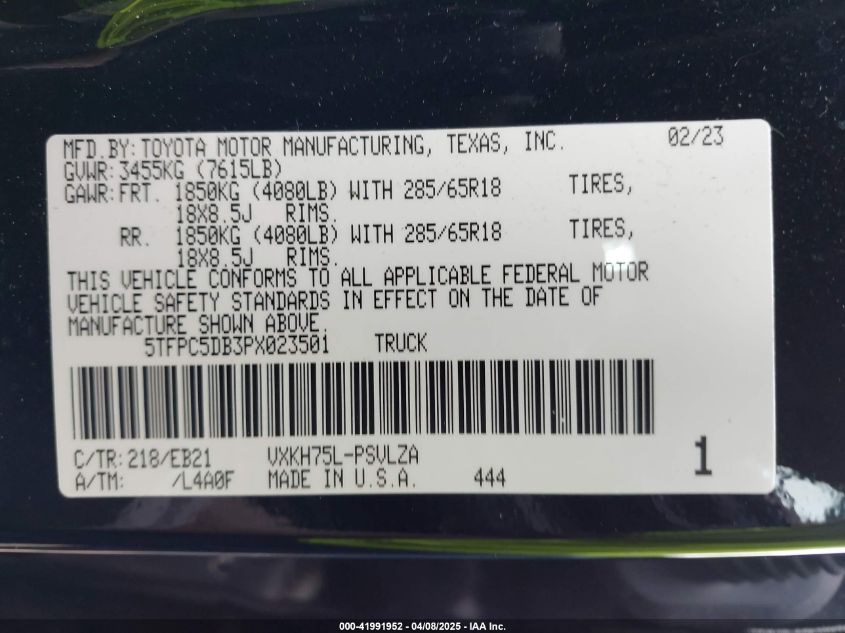 MFD.BY:TOYOTA MOTOR MANUFACTURING, TEXAS, INC. 02/23
GVWR:3455KG (7615LB)
GAWR:FRT. 1850KG (4080LB) WITH 285/65R18 TIRES,
18X8.5J RIMS.
RR. 1850KG (4080LB) WITH 285/65R18 TIRES,
18X8.5J RIMS.
THIS VEHICLE CONFORMS TO ALL APPLICABLE FEDERAL MOTOR
VEHICLE SAFETY STANDARDS IN EFFECT ON THE DATE OF
MANUFACTURE SHOWN ABOVE.
5TFPC5DB3PX023501 TRUCK
C/TR:218/EB21 VXKH75L-PSVLZA
A/TM: /L4A0F MADE IN U.S.A. 444 1
000-41991952 - 04/08/2025 - IAA Inc.